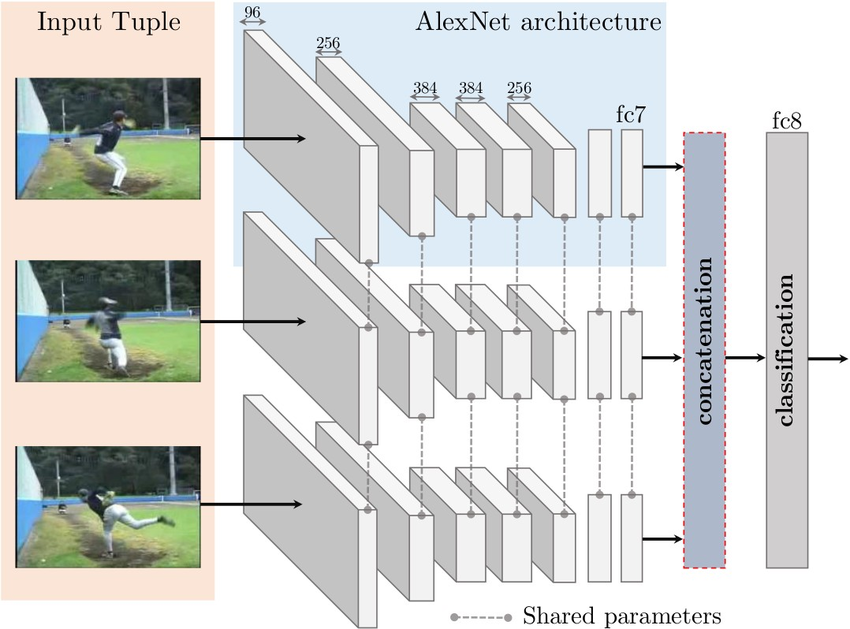 Input Tuple
AlexNet architecture
96
256
384
384
256
fc7
fc8
concatenation
classification
Shared parameters